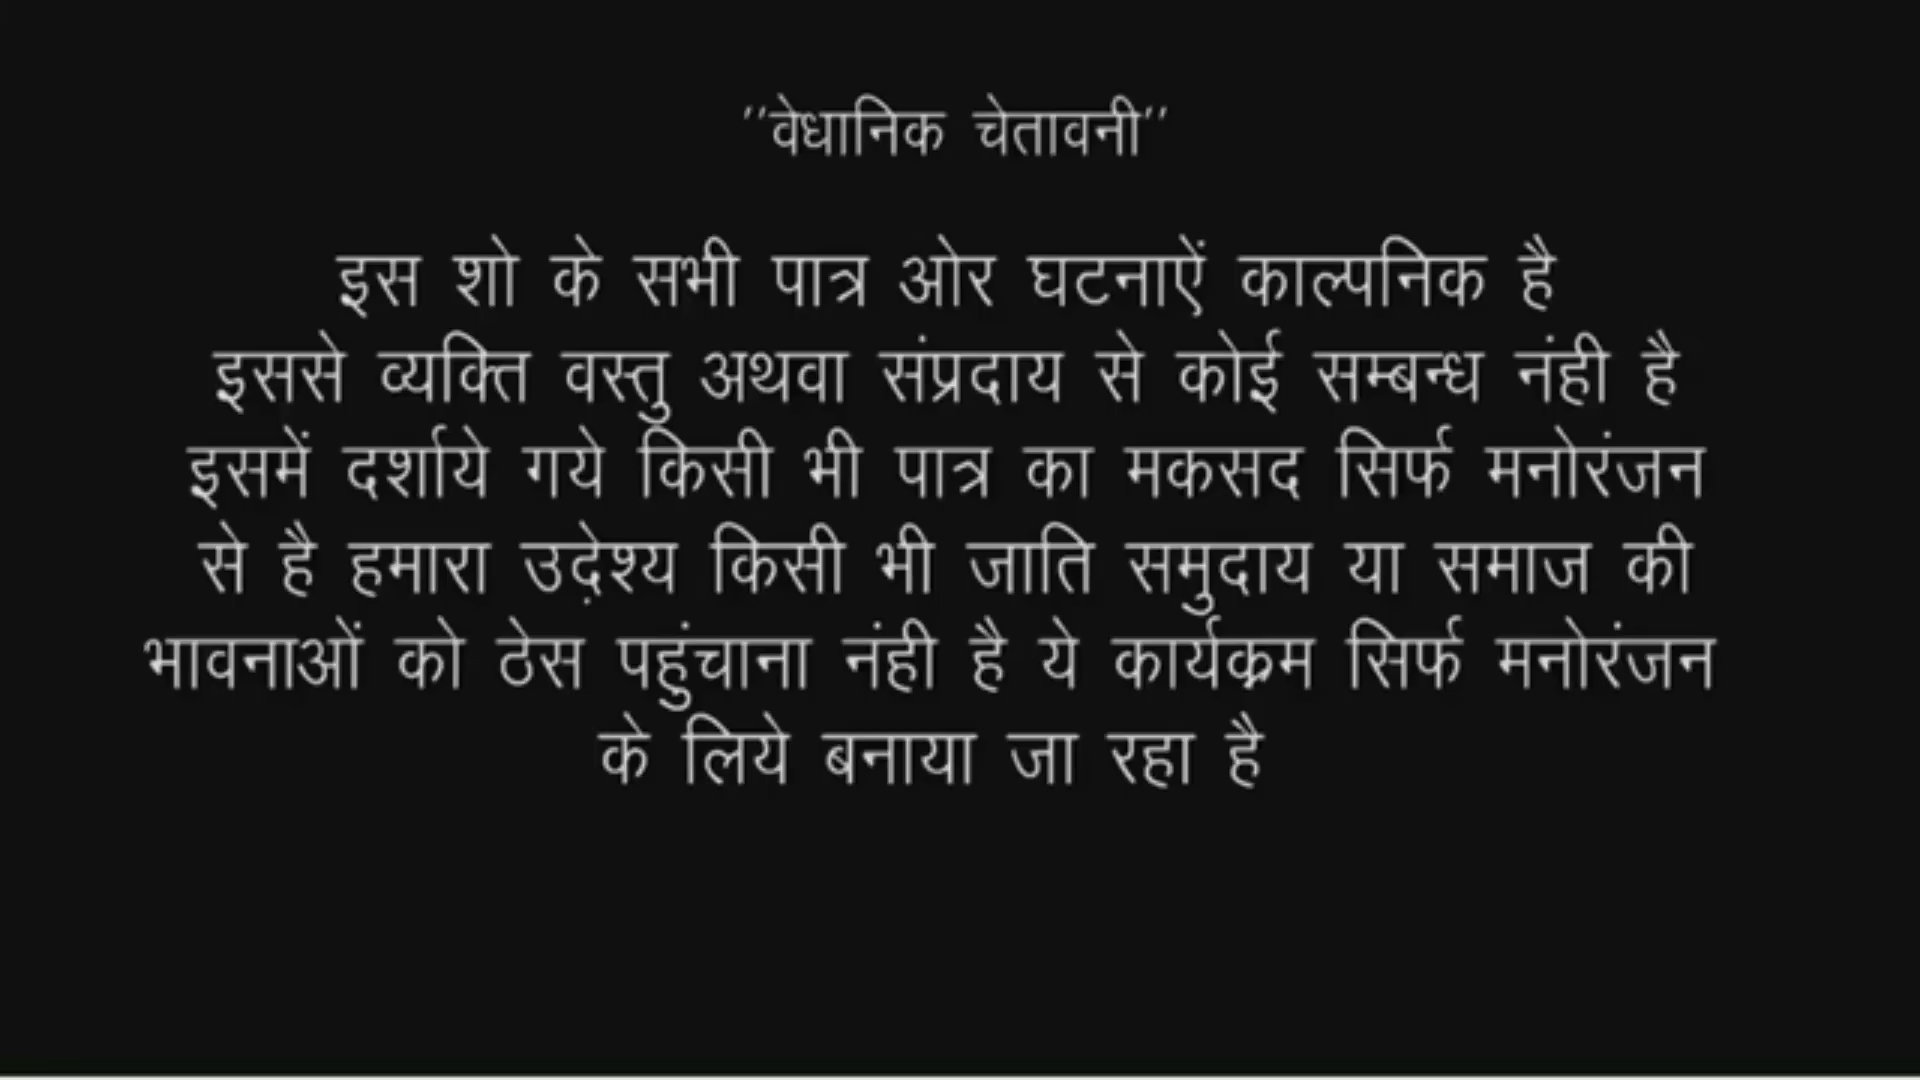 ''वेधानिक चेतावनी''
इस शो के सभी पात्र ओर घटनाऐं काल्पनिक है
इससे व्यक्ति वस्तु अथवा संप्रदाय से कोई सम्बन्ध नंही है
इसमें दर्शाये गये किसी भी पात्र का मकसद सिर्फ मनोरंजन
से है हमारा उद़ेश्य किसी भी जाति समुदाय या समाज की
भावनाओं को ठेस पहुंचाना नंही है ये कार्यक्रम सिर्फ मनोरंजन
के लिये बनाया जा रहा है